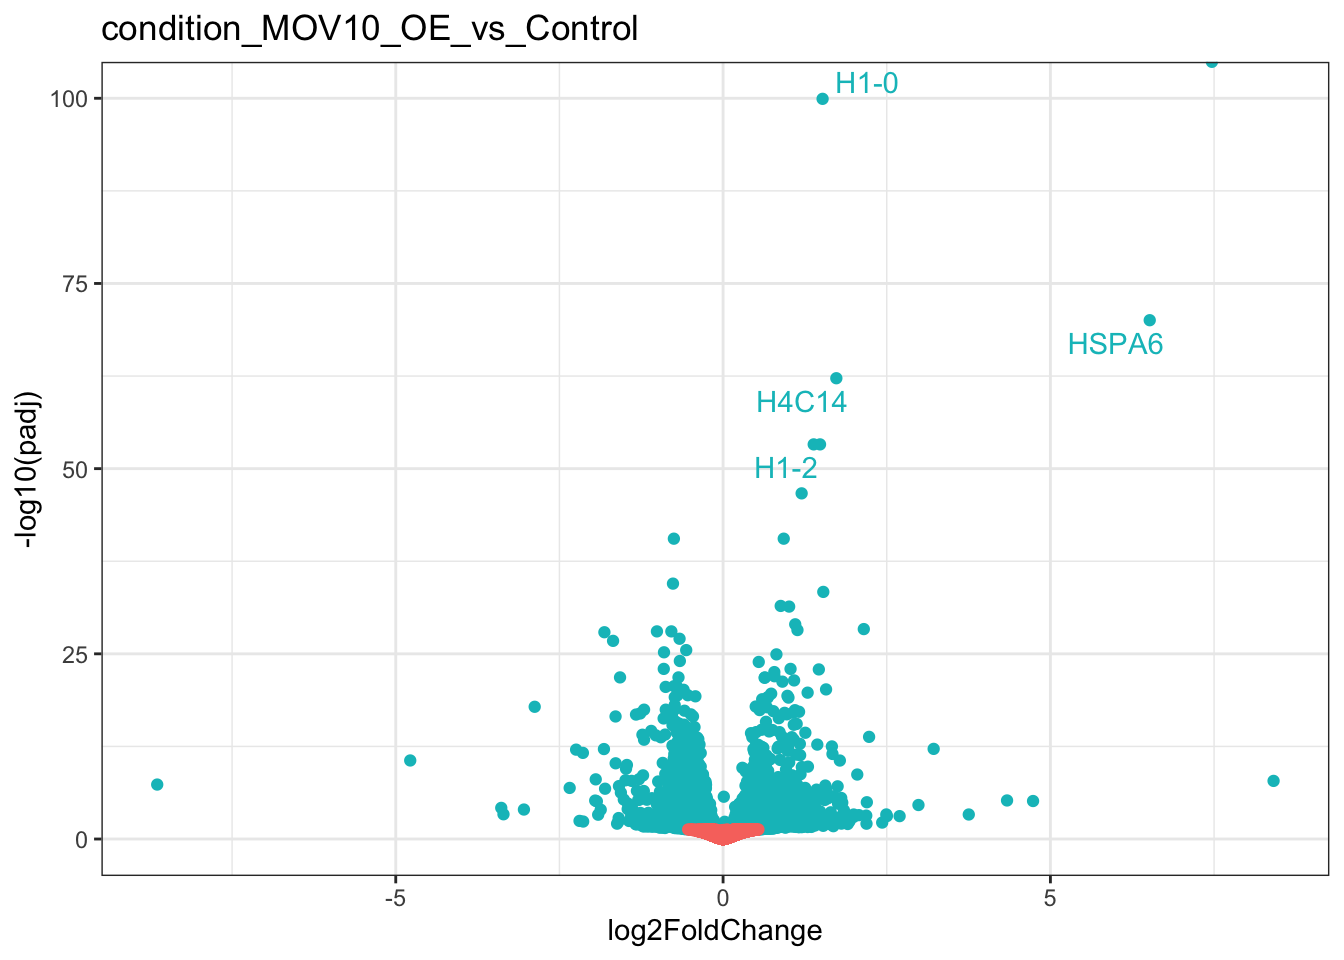 condition_MOV10_OE_vs_Control
H1-0
100
75
HSPA6
H4C14
50
H1-2
25
0
-log10(padj)
-5
0
5
log2FoldChange